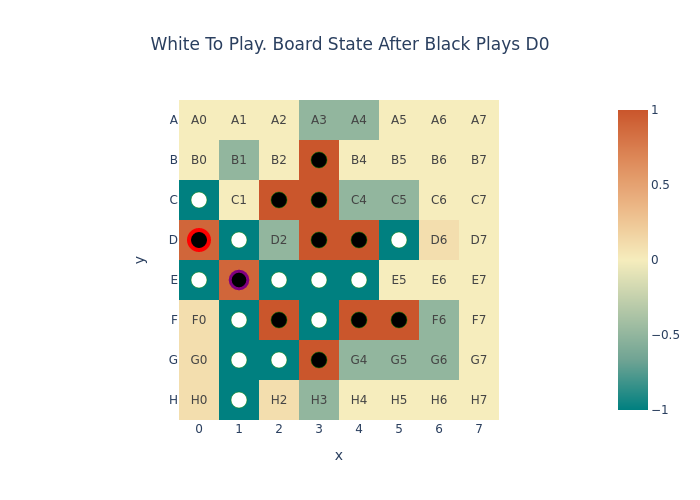 White To Play. Board State After Black Plays D0
A A0 A1 A2 A3 A4 A5 A6 A7
B B0 B1 B2 B4 B5 B6 B7
C C1 C4 C5 C6 C7
D D2 D6 D7
E E5 E6 E7
F F0 F6 F7
G G0 G4 G5 G6 G7
H H0 H2 H3 H4 H5 H6 H7
0 1 2 3 4 5 6 7
x
y
1
0.5
0
−0.5
−1